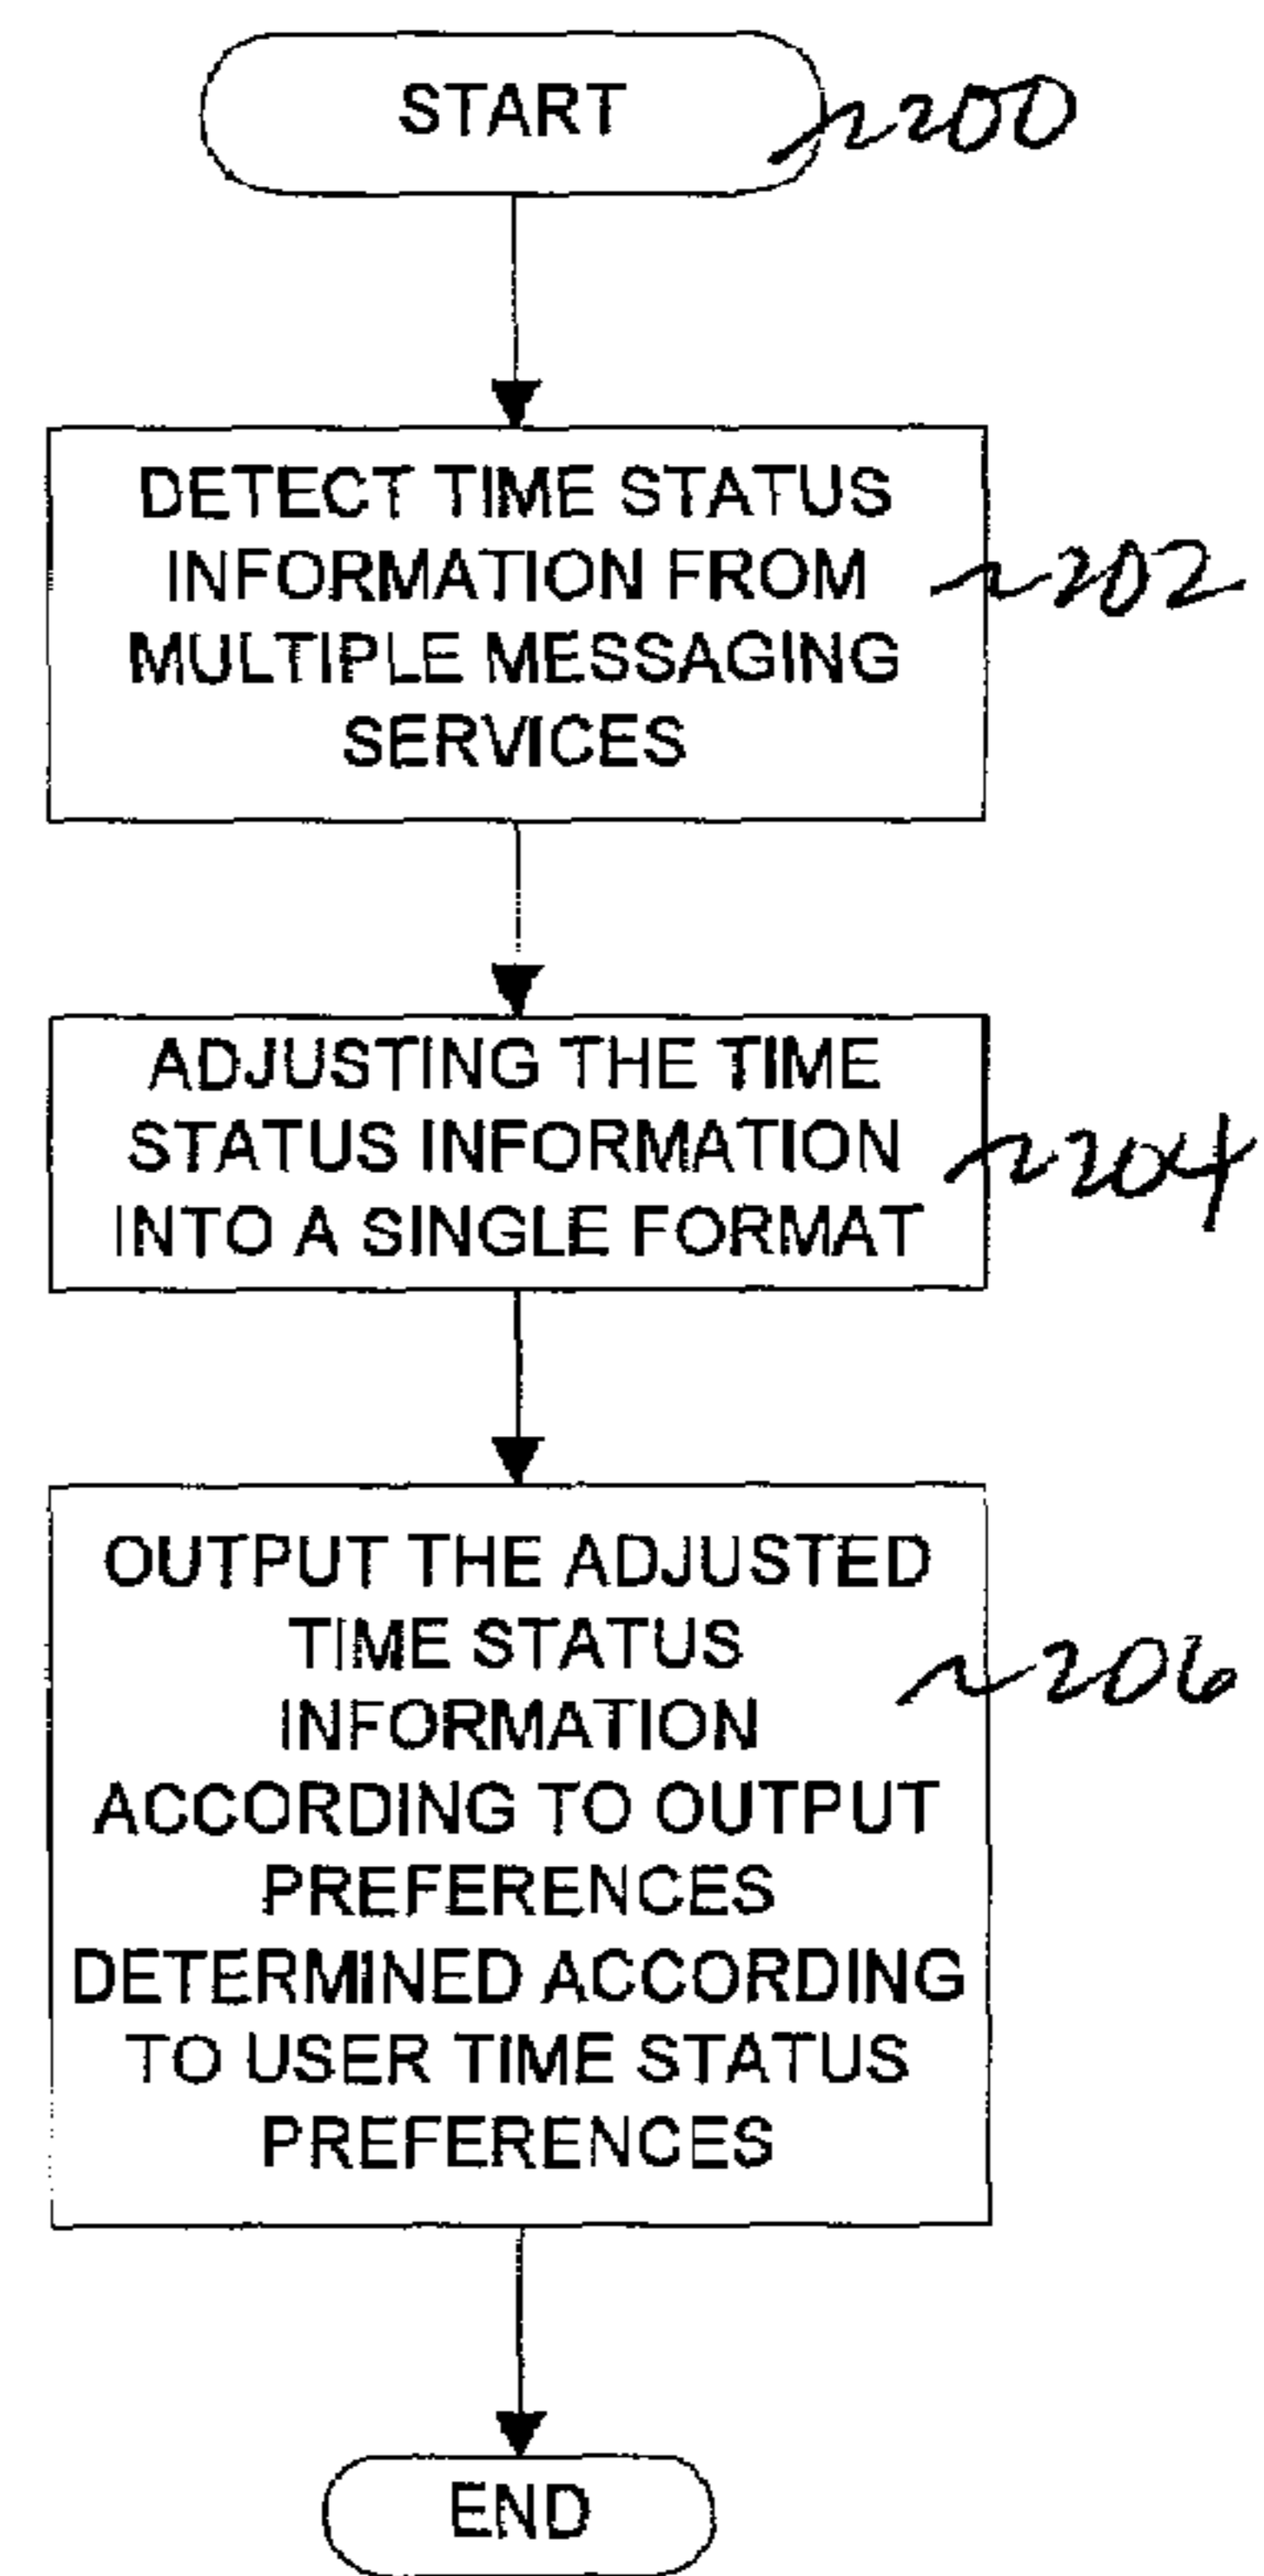 START
200
DETECT TIME STATUS
INFORMATION FROM
MULTIPLE MESSAGING
SERVICES
202
ADJUSTING THE TIME
STATUS INFORMATION
INTO A SINGLE FORMAT
204
OUTPUT THE ADJUSTED
TIME STATUS
INFORMATION
ACCORDING TO OUTPUT
PREFERENCES
DETERMINED ACCORDING
TO USER TIME STATUS
PREFERENCES
206
END